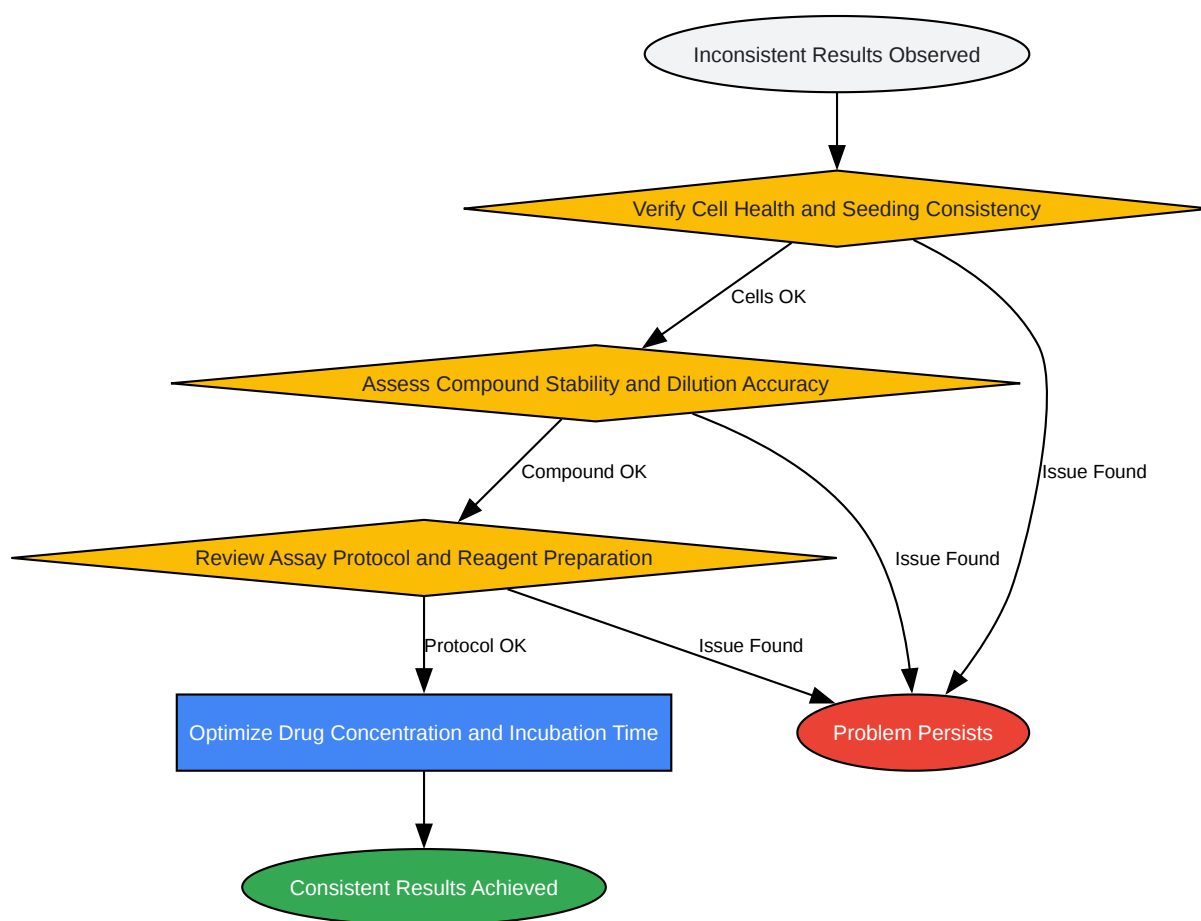 Inconsistent Results Observed
Verify Cell Health and Seeding Consistency
Cells OK
Assess Compound Stability and Dilution Accuracy
Compound OK
Issue Found
Review Assay Protocol and Reagent Preparation
Issue Found
Protocol OK
Issue Found
Optimize Drug Concentration and Incubation Time
Problem Persists
Consistent Results Achieved